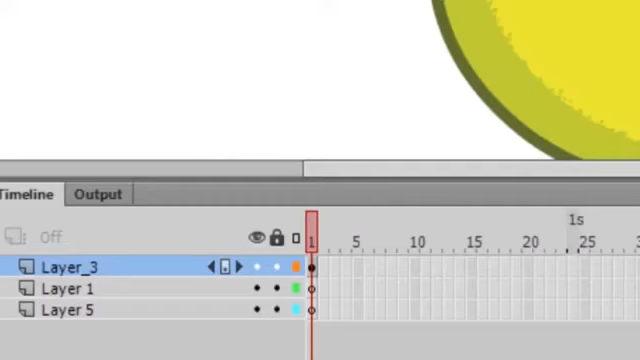 Timeline Output
1s
Off 1 5 10 15 20 25
Layer_3
Layer 1
Layer 5